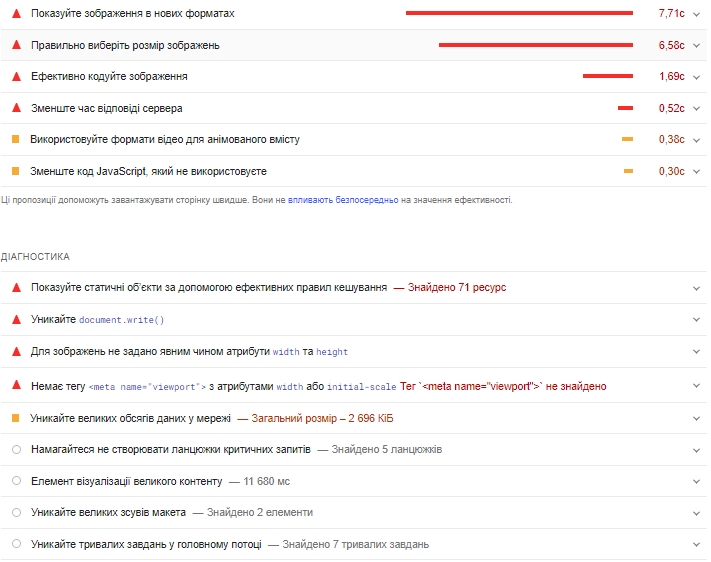 Показуйте зображення в нових форматах 7,71с
Правильно виберіть розмір зображень 6,58с
Ефективно кодуйте зображення 1,69с
Зменште час відповіді сервера 0,52с
Використовуйте формати відео для анімованого вмісту 0,38с
Зменште код JavaScript, який не використовуєте 0,30с
Ці пропозиції допоможуть завантажувати сторінку швидше. Вони не впливають безпосередньо на значення ефективності.
ДІАГНОСТИКА
Показуйте статичні об'єкти за допомогою ефективних правил кешування — Знайдено 71 ресурс
Уникайте document.write()
Для зображень не задано явним чином атрибути width та height
Немає тегу <meta name="viewport"> з атрибутами width або initial-scale Тег `<meta name="viewport">` не знайдено
Уникайте великих обсягів даних у мережі — Загальний розмір – 2 696 КіБ
Намагайтеся не створювати ланцюжки критичних запитів — Знайдено 5 ланцюжків
Елемент візуалізації великого контенту — 11 680 мс
Уникайте великих зсувів макета — Знайдено 2 елементи
Уникайте тривалих завдань у головному потоці — Знайдено 7 тривалих завдань